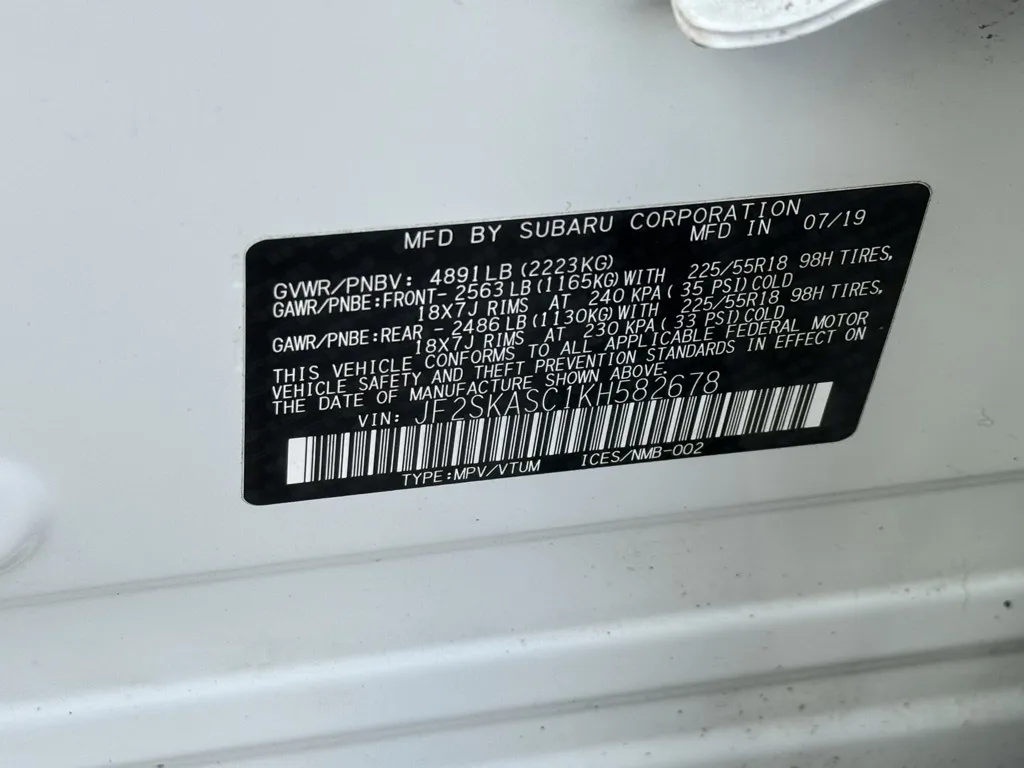 MFD BY SUBARU CORPORATION
MFD IN 07/19
GVWR/PNBV: 4891LB (2223KG)
GAWR/PNBE:FRONT- 2563LB (1165KG) WITH 225/55R18 98H TIRES,
18X7J RIMS AT 240 KPA (35 PSI) COLD
GAWR/PNBE:REAR - 2486LB (1130KG) WITH 225/55R18 98H TIRES,
18X7J RIMS AT 230 KPA (33 PSI) COLD
THIS VEHICLE CONFORMS TO ALL APPLICABLE FEDERAL MOTOR
VEHICLE SAFETY AND THEFT PREVENTION STANDARDS IN EFFECT ON
THE DATE OF MANUFACTURE SHOWN ABOVE.
VIN: JF2SKASC1KH582678
TYPE:MPV/VTUM ICES/NMB-002